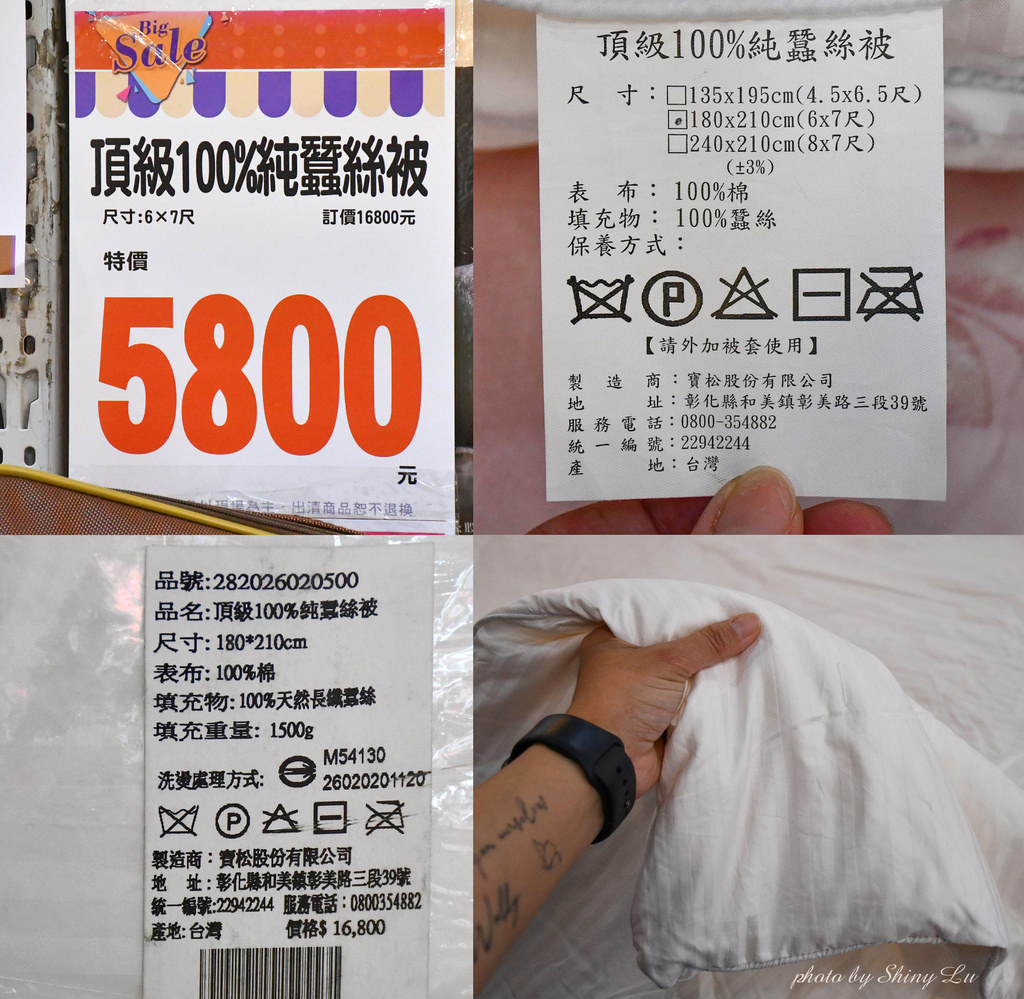 Big
Sale
頂級100%純蠶絲被
尺寸:6×7尺 訂價16800元
特價
5800
元
現場為主．出清商品恕不退換
頂級100%純蠶絲被
尺 寸：□135x195cm(4.5x6.5尺)
180x210cm(6x7尺)
□240x210cm(8x7尺)
(±3%)
表 布： 100%棉
填充物： 100%蠶絲
保養方式：
P
【請外加被套使用】
製 造 商：寶松股份有限公司
地 址：彰化縣和美鎮彰美路三段39號
服務電話：0800-354882
統一編號：22942244
產 地：台灣
品號:282026020500
品名:頂級100%純蠶絲被
尺寸: 180*210cm
表布: 100%棉
填充物: 100%天然長纖蠶絲
填充重量: 1500g
M54130
洗燙處理方式: 26020201120
P
製造商：寶松股份有限公司
地 址：彰化縣和美鎮彰美路三段39號
統一編號:22942244 服務電話：0800354882
產地:台灣 價格$ 16,800
photo by Shiny Lu